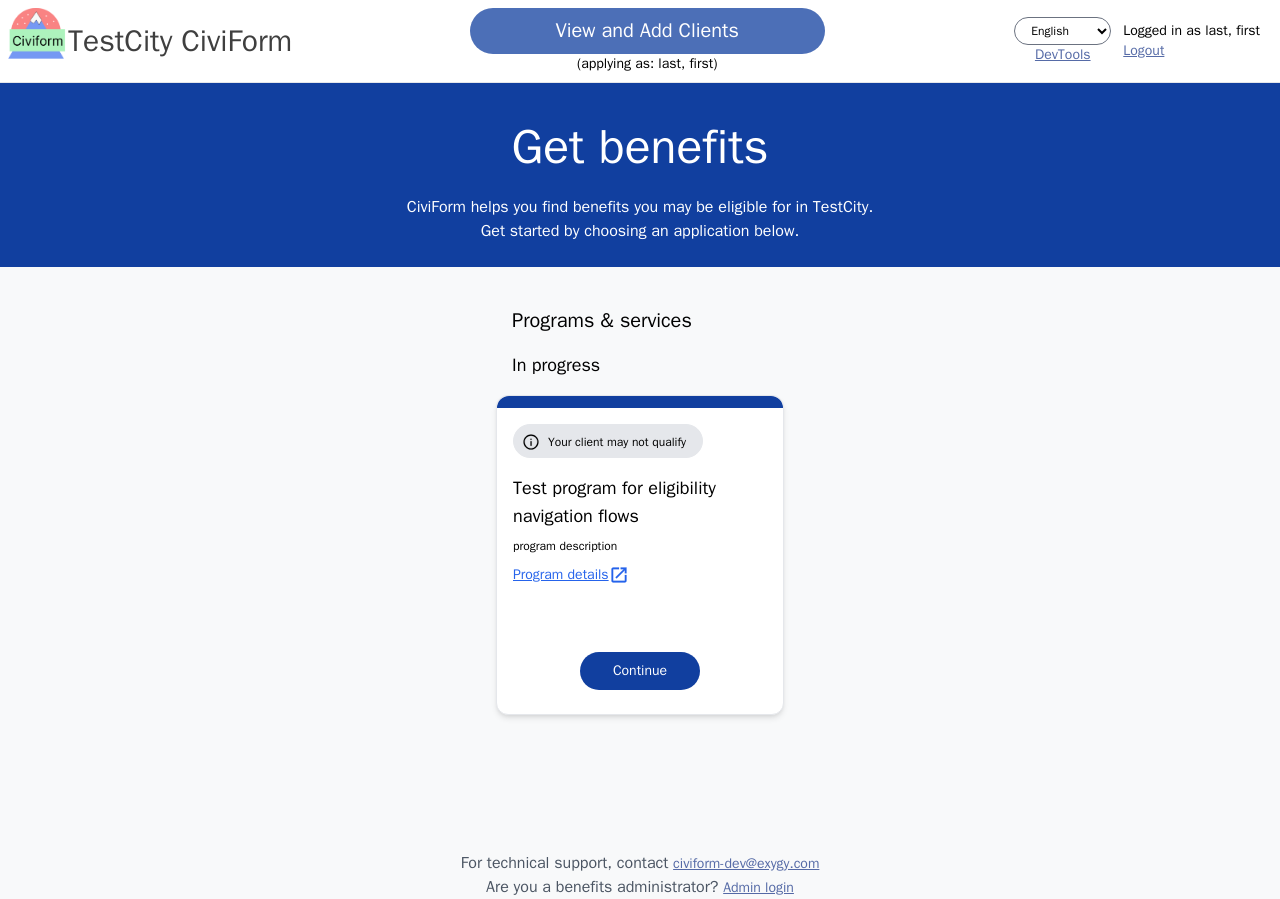 Civiform
TestCity CiviForm
View and Add Clients
(applying as: last, first)
English
DevTools
Logged in as last, first
Logout
Get benefits
CiviForm helps you find benefits you may be eligible for in TestCity.
Get started by choosing an application below.
Programs & services
In progress
Your client may not qualify
Test program for eligibility
navigation flows
program description
Program details
Continue
For technical support, contact civiform-dev@exygy.com
Are you a benefits administrator? Admin login